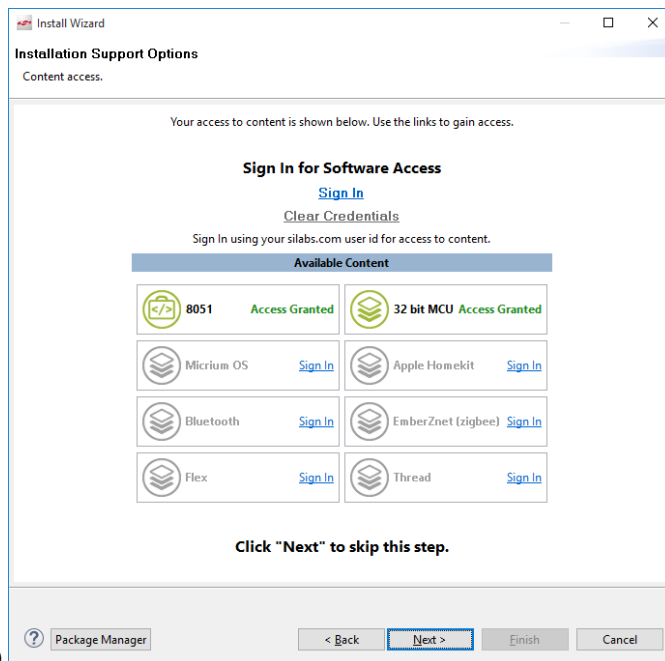 Install Wizard
Installation Support Options
Content access.
Your access to content is shown below. Use the links to gain access.
Sign In for Software Access
Sign In
Clear Credentials
Sign In using your silabs.com user id for access to content.
Available Content
8051 Access Granted
32 bit MCU Access Granted
Micrium OS Sign In
Apple Homekit Sign In
Bluetooth Sign In
EmberZnet (zigbee) Sign In
Flex Sign In
Thread Sign In
Click "Next" to skip this step.
? Package Manager < Back Next > Finish Cancel